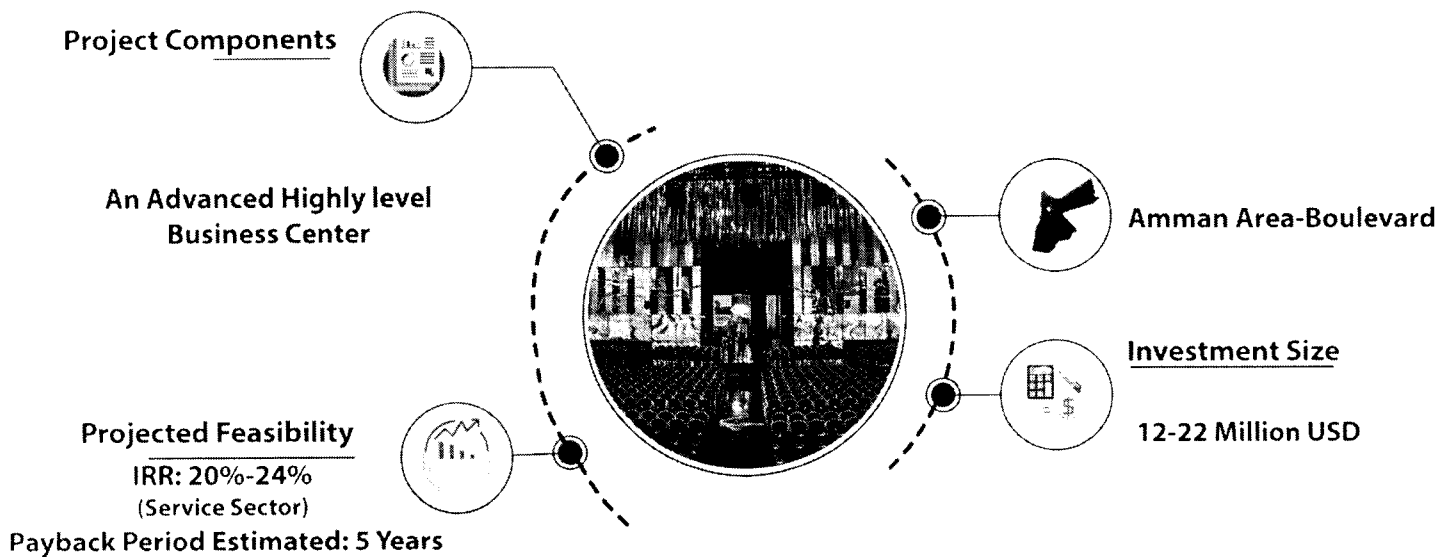 Project Components
An Advanced Highly level
Business Center
Projected Feasibility
IRR: 20%-24%
(Service Sector)
Payback Period Estimated: 5 Years
Amman Area-Boulevard
Investment Size
12-22 Million USD
= $